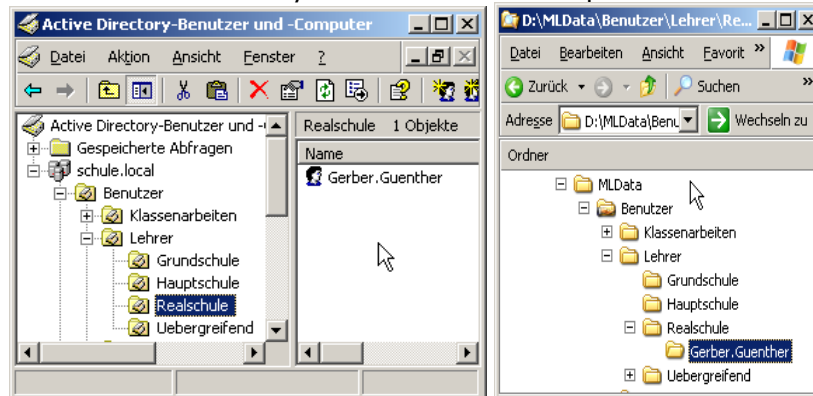 Active Directory-Benutzer und -Computer
Datei Aktion Ansicht Fenster ?
Active Directory-Benutzer und -
Gespeicherte Abfragen
schule.local
Benutzer
Klassenarbeiten
Lehrer
Grundschule
Hauptschule
Realschule
Uebergreifend
Realschule 1 Objekte
Name
Gerber.Guenther
D:\MLData\Benutzer\Lehrer\Re...
Datei Bearbeiten Ansicht Favorit »
Zurück Suchen »
Adresse D:\MLData\Benu Wechseln zu
Ordner
MLData
Benutzer
Klassenarbeiten
Lehrer
Grundschule
Hauptschule
Realschule
Gerber.Guenther
Uebergreifend